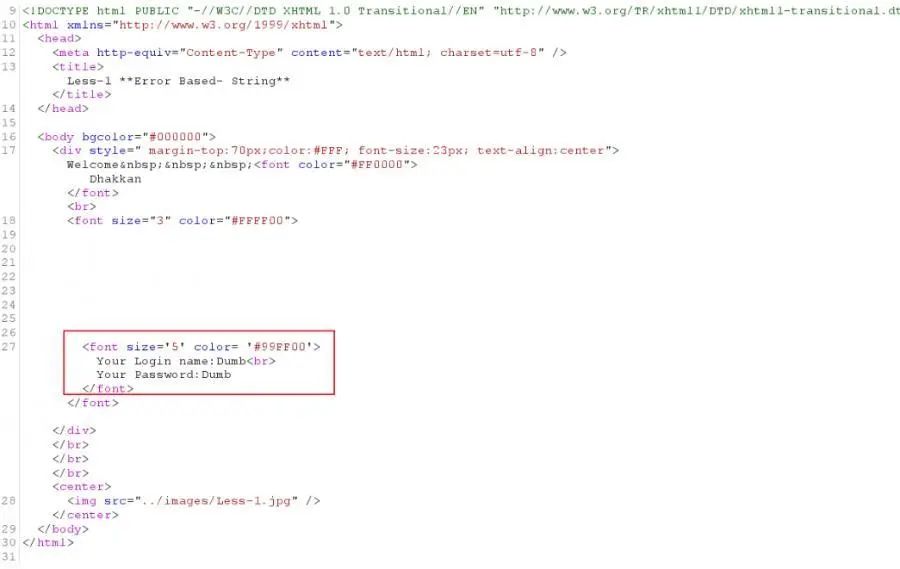 9 <!DOCTYPE html PUBLIC "-//W3C//DTD XHTML 1.0 Transitional//EN" "http://www.w3.org/TR/xhtml1/DTD/xhtml1-transitional.dt
10 <html xmlns="http://www.w3.org/1999/xhtml">
11 <head>
12 <meta http-equiv="Content-Type" content="text/html; charset=utf-8" />
13 <title>
Less-1 **Error Based- String**
</title>
14 </head>
15
16 <body bgcolor="#000000">
17 <div style=" margin-top:70px;color:#FFF; font-size:23px; text-align:center">
Welcome&nbsp;&nbsp;&nbsp;<font color="#FF0000">
Dhakkan
</font>
<br>
18 <font size="3" color="#FFFF00">
19
20
21
22
23
24
25
26
27 <font size='5' color= '#99FF00'>
Your Login name:Dumb<br>
Your Password:Dumb
</font>
</font>
</div>
</br>
</br>
</br>
<center>
28 <img src="../images/Less-1.jpg" />
</center>
29 </body>
30 </html>
31